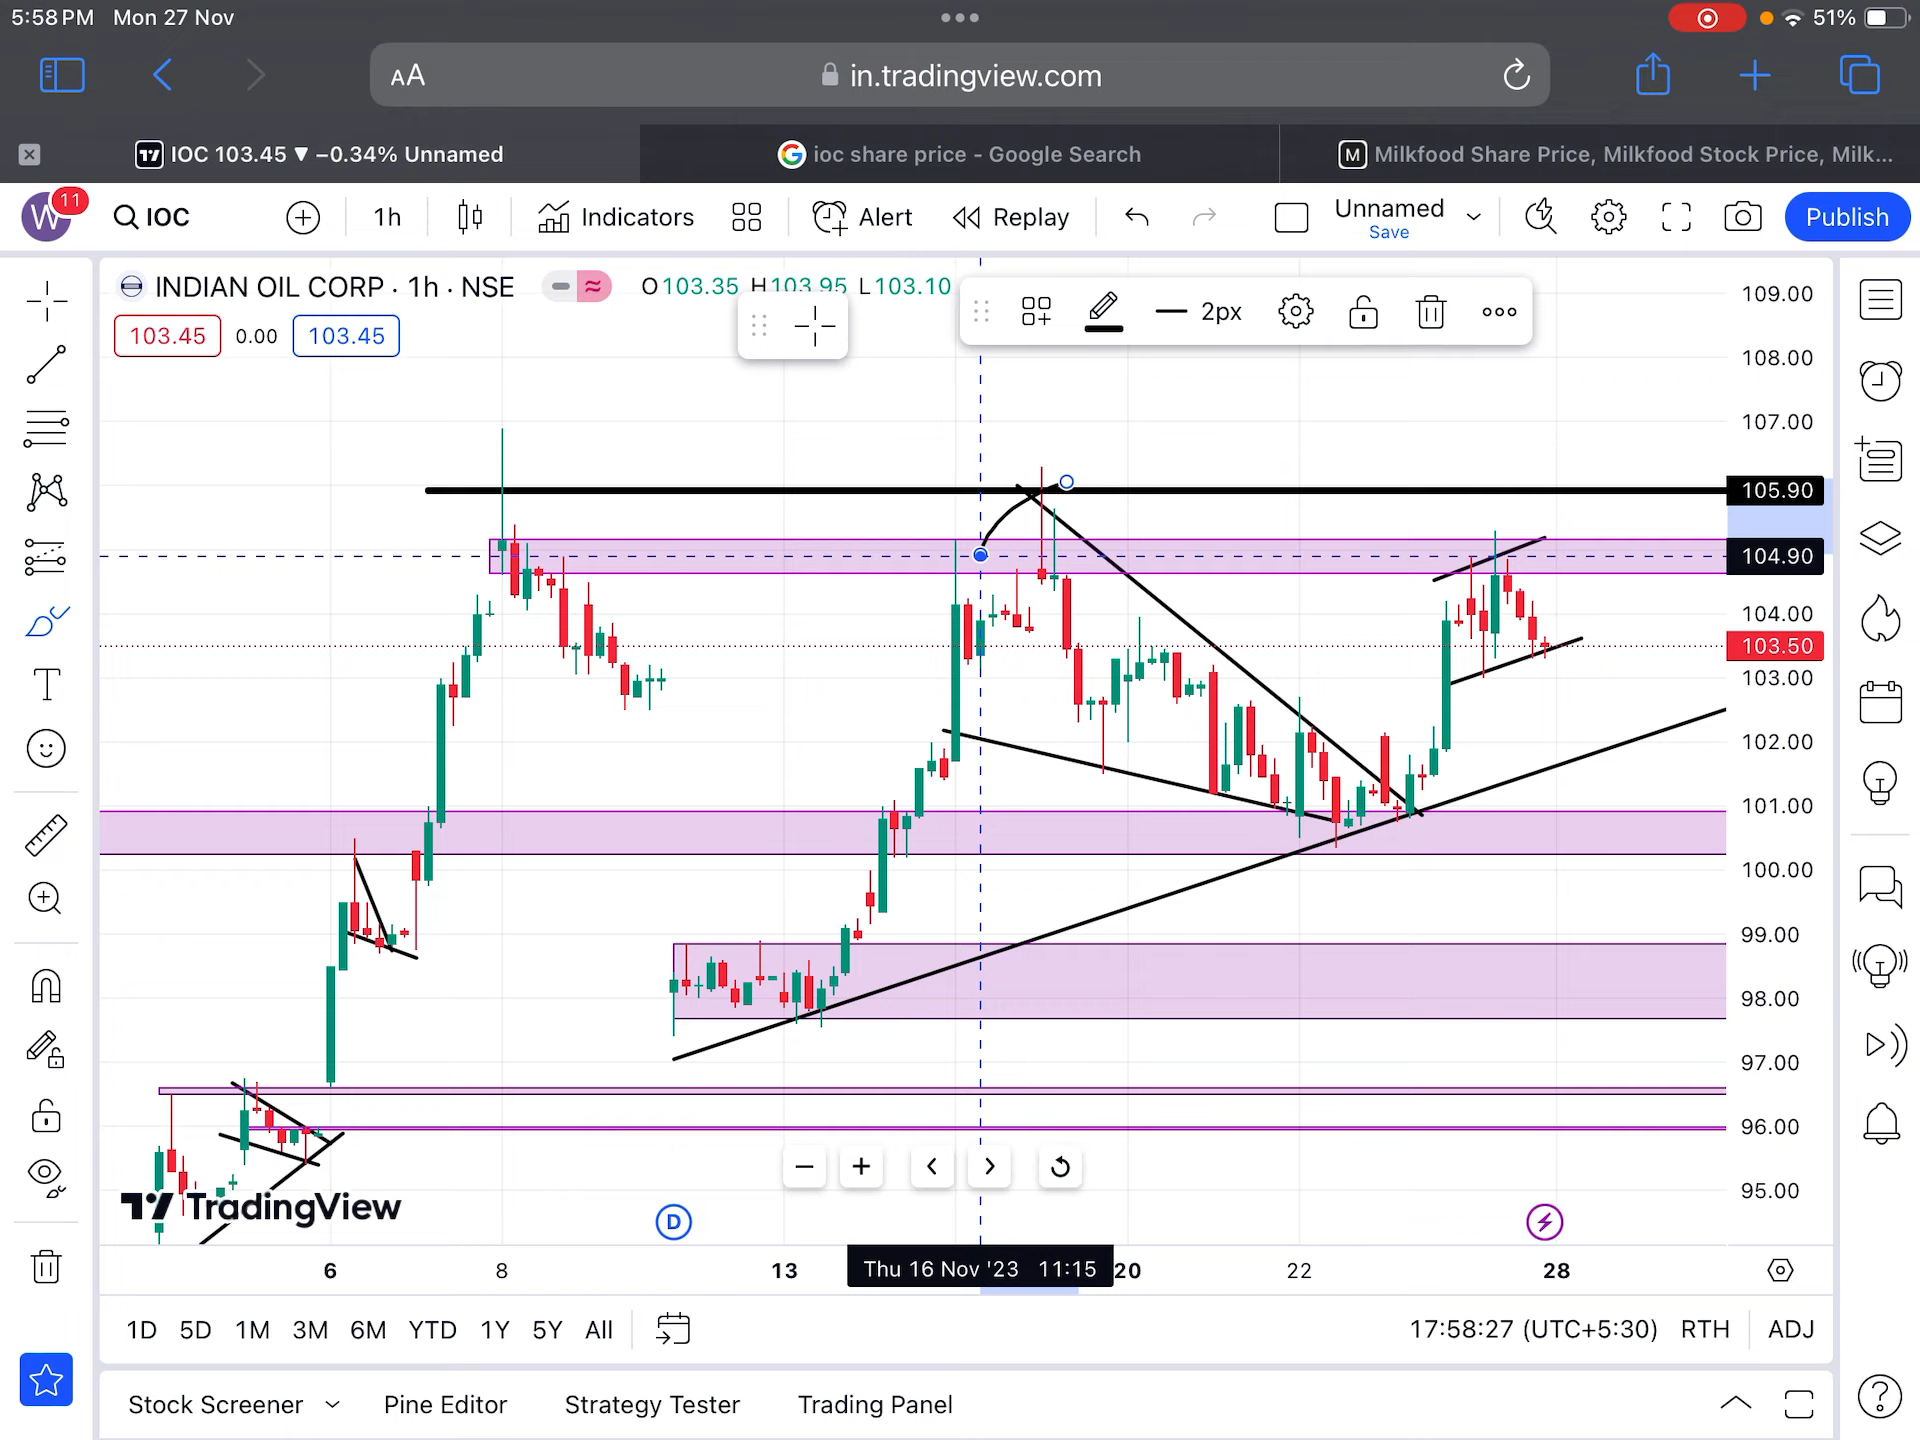 5:58 PM Mon 27 Nov
51%
AA
in.tradingview.com
IOC 103.45 ▼ −0.34% Unnamed
ioc share price - Google Search
Milkfood Share Price, Milkfood Stock Price, Milk...
W
11
IOC
1h
Indicators
Alert
Replay
Unnamed
Save
Publish
INDIAN OIL CORP · 1h · NSE
O103.35 H103.95 L103.10
103.45
0.00
103.45
2px
109.00
108.00
107.00
105.90
104.90
104.00
103.50
103.00
102.00
101.00
100.00
99.00
98.00
97.00
96.00
95.00
TradingView
D
6
8
13
Thu 16 Nov '23 11:15
20
22
28
1D 5D 1M 3M 6M YTD 1Y 5Y All
17:58:27 (UTC+5:30) RTH ADJ
Stock Screener
Pine Editor
Strategy Tester
Trading Panel